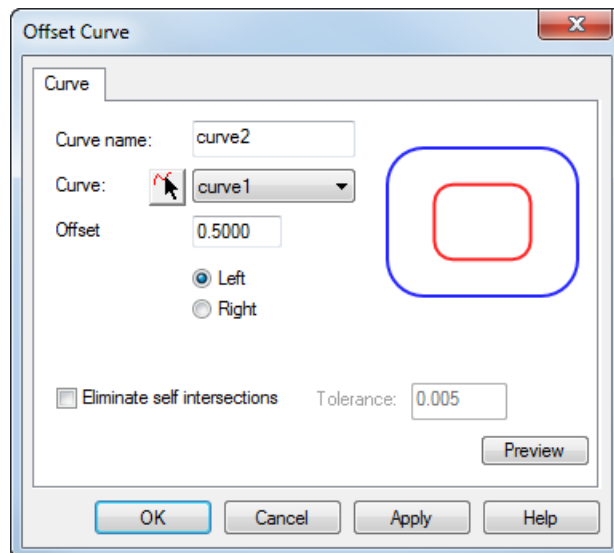 Offset Curve
Curve
Curve name: curve2
Curve: curve1
Offset 0.5000
Left
Right
Eliminate self intersections Tolerance: 0.005
Preview
OK Cancel Apply Help